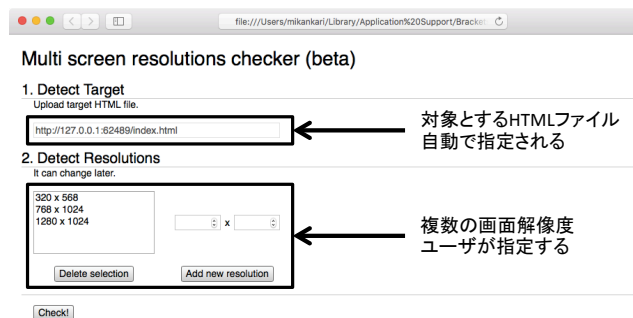 file:///Users/mikankari/Library/Application%20Support/Bracket
Multi screen resolutions checker (beta)
1. Detect Target
Upload target HTML file.
http://127.0.0.1:62489/index.html
対象とするHTMLファイル
自動で指定される
2. Detect Resolutions
It can change later.
320 x 568
768 x 1024
1280 x 1024
x
複数の画面解像度
ユーザが指定する
Delete selection
Add new resolution
Check!